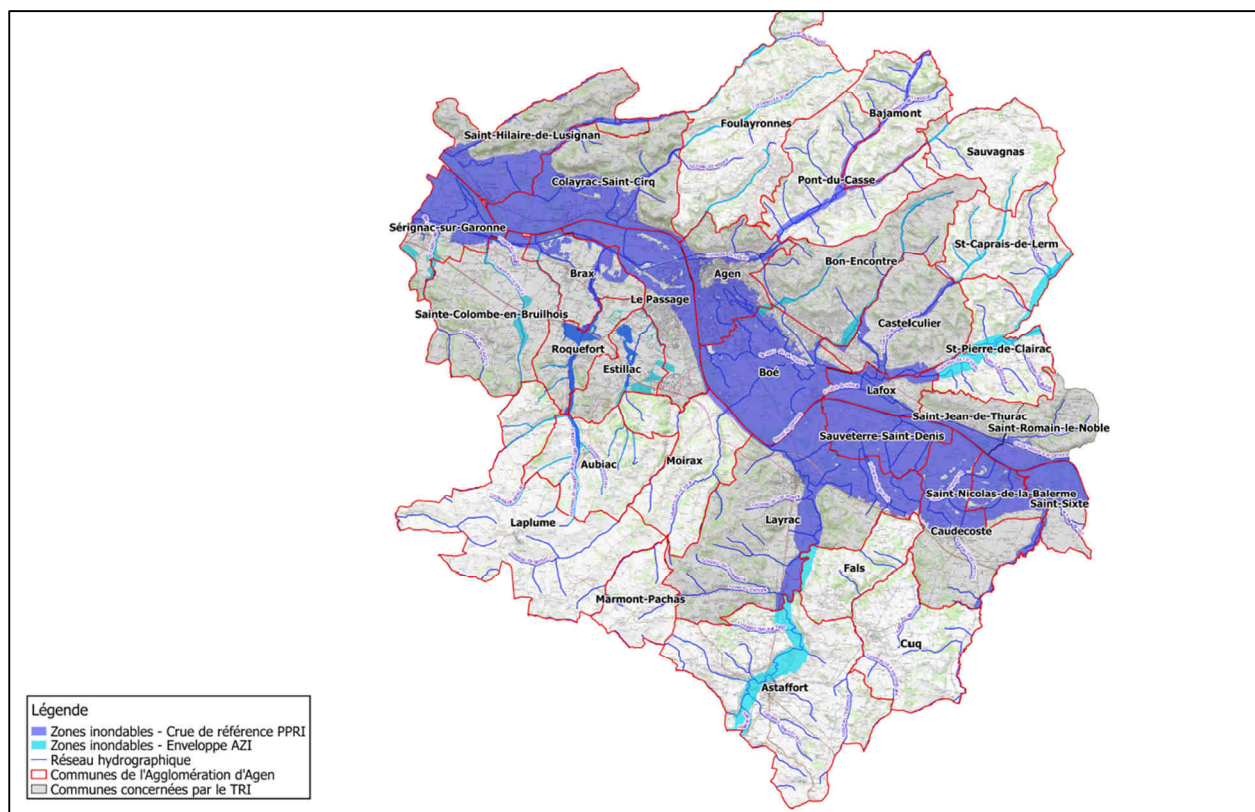 Foulayronnes
Bajamont
Saint-Hilaire-de-Lusignan
Sauvagnas
Colayrac-Saint-Cirq
Pont-du-Casse
Sérignac-sur-Garonne
St-Caprais-de-Lerm
Bon-Encontre
Brax
Agen
Le Passage
Sainte-Colombe-en-Bruilhois
Castelculier
Roquefort
St-Pierre-de-Clairac
Estillac
Boé
Lafox
Saint-Jean-de-Thurac
Saint-Romain-le-Noble
Sauveterre-Saint-Denis
Aubiac
Moirax
Saint-Nicolas-de-la-Balerme
Saint-Sixte
Laplume
Layrac
Caudecoste
Fals
Marmont-Pachas
Cuq
Astaffort
Légende
Zones inondables - Crue de référence PPRI
Zones inondables - Enveloppe AZI
Réseau hydrographique
Communes de l'Agglomération d'Agen
Communes concernées par le TRI